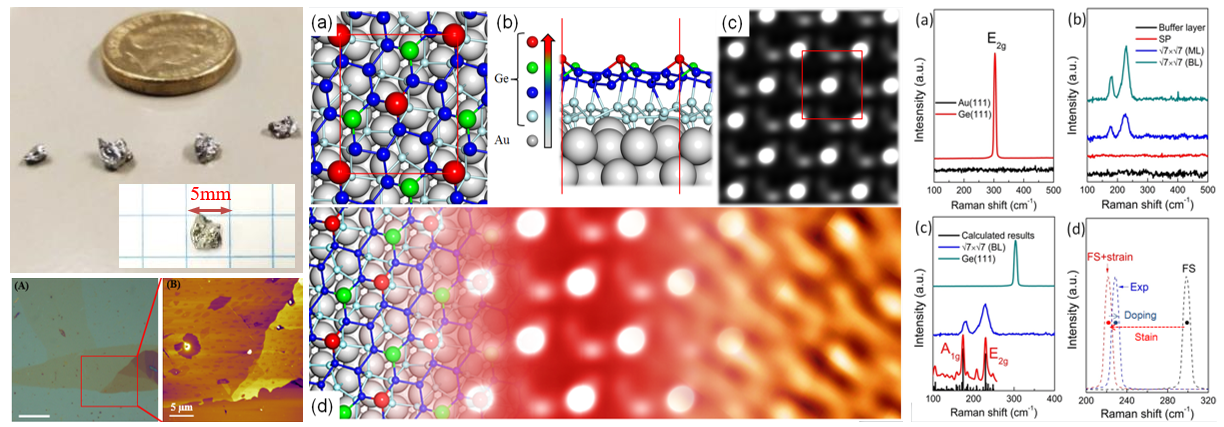 5mm
(A)
(B)
5 μm
(a)
(b)
Ge
Au
(c)
(d)
(a)
Intesnsity (a.u.)
E2g
Au(111)
Ge(111)
100 200 300 400 500
Raman shift (cm-1)
(b)
Intensity (a.u.)
Buffer layer
SP
√7×√7 (ML)
√7×√7 (BL)
100 200 300 400 500
Raman shift (cm-1)
(c)
Intensity (a.u.)
Calculated results
√7×√7 (BL)
Ge(111)
A1g
E2g
100 200 300 400
Raman shift (cm-1)
(d)
Intensity (a.u.)
FS+strain
FS
Exp
Doping
Stain
200 240 280 320
Raman shift (cm-1)